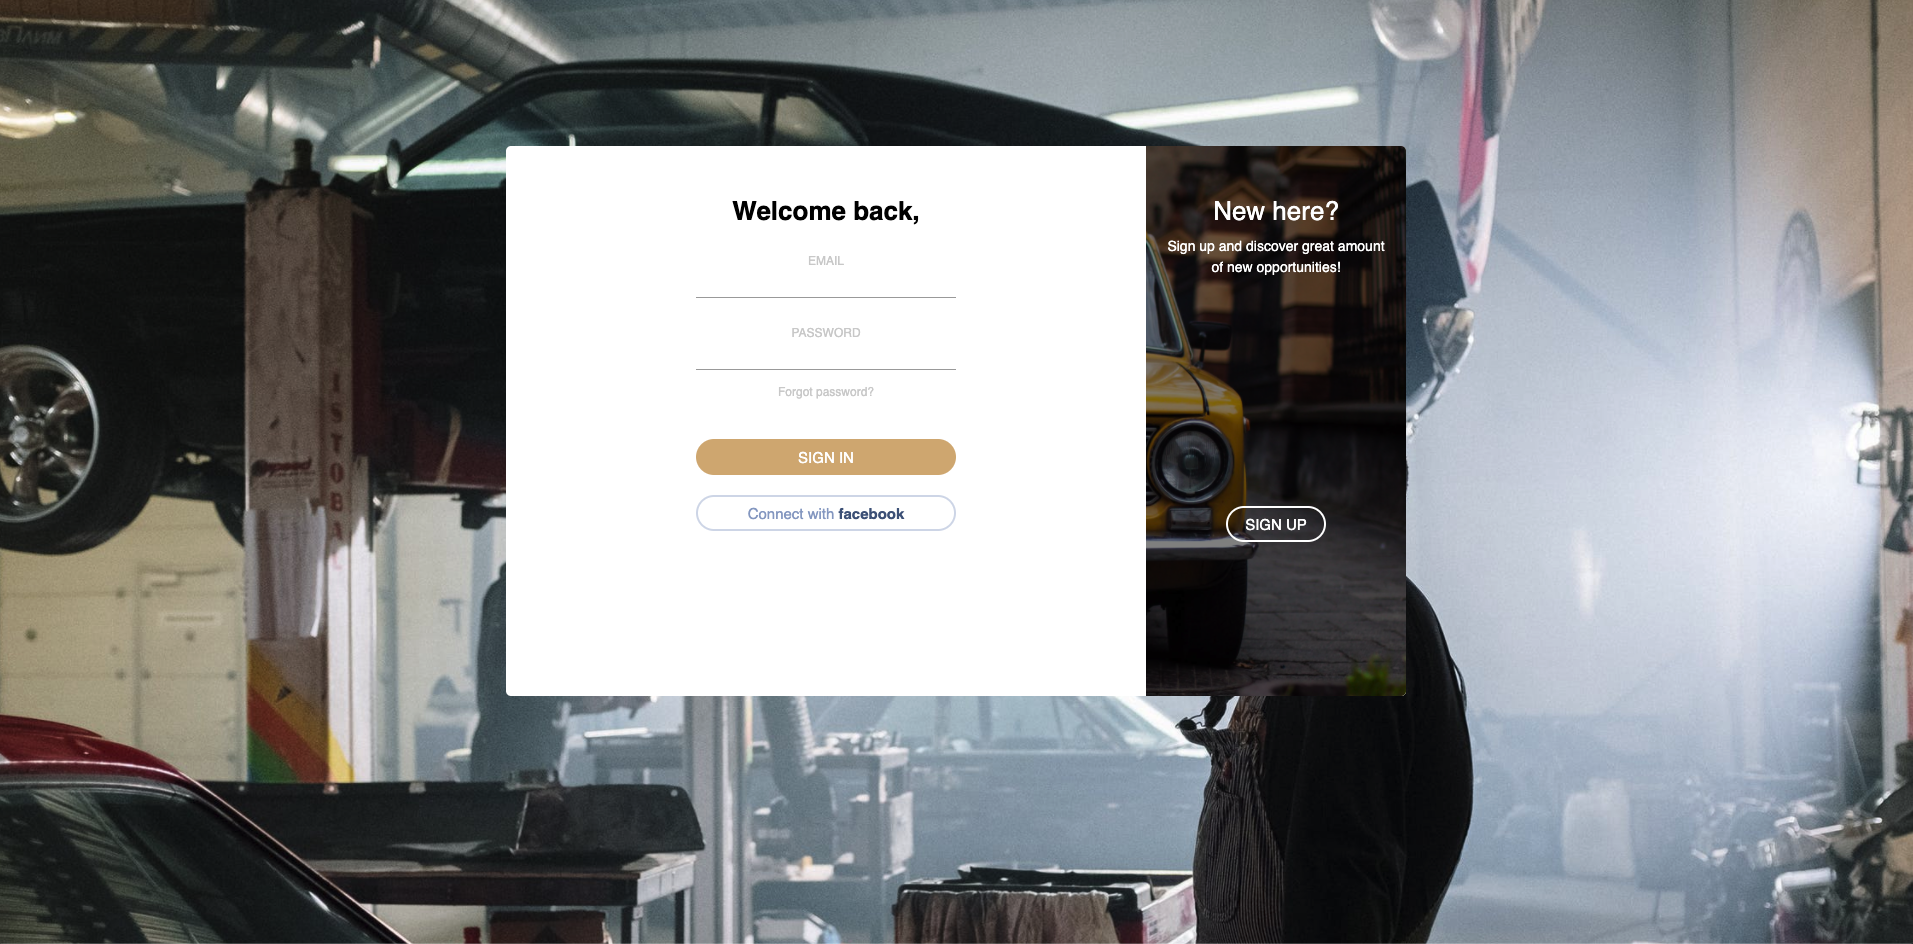 Welcome back,
EMAIL
PASSWORD
Forgot password?
SIGN IN
Connect with facebook
New here?
Sign up and discover great amount
of new opportunities!
SIGN UP
ISTOBAL